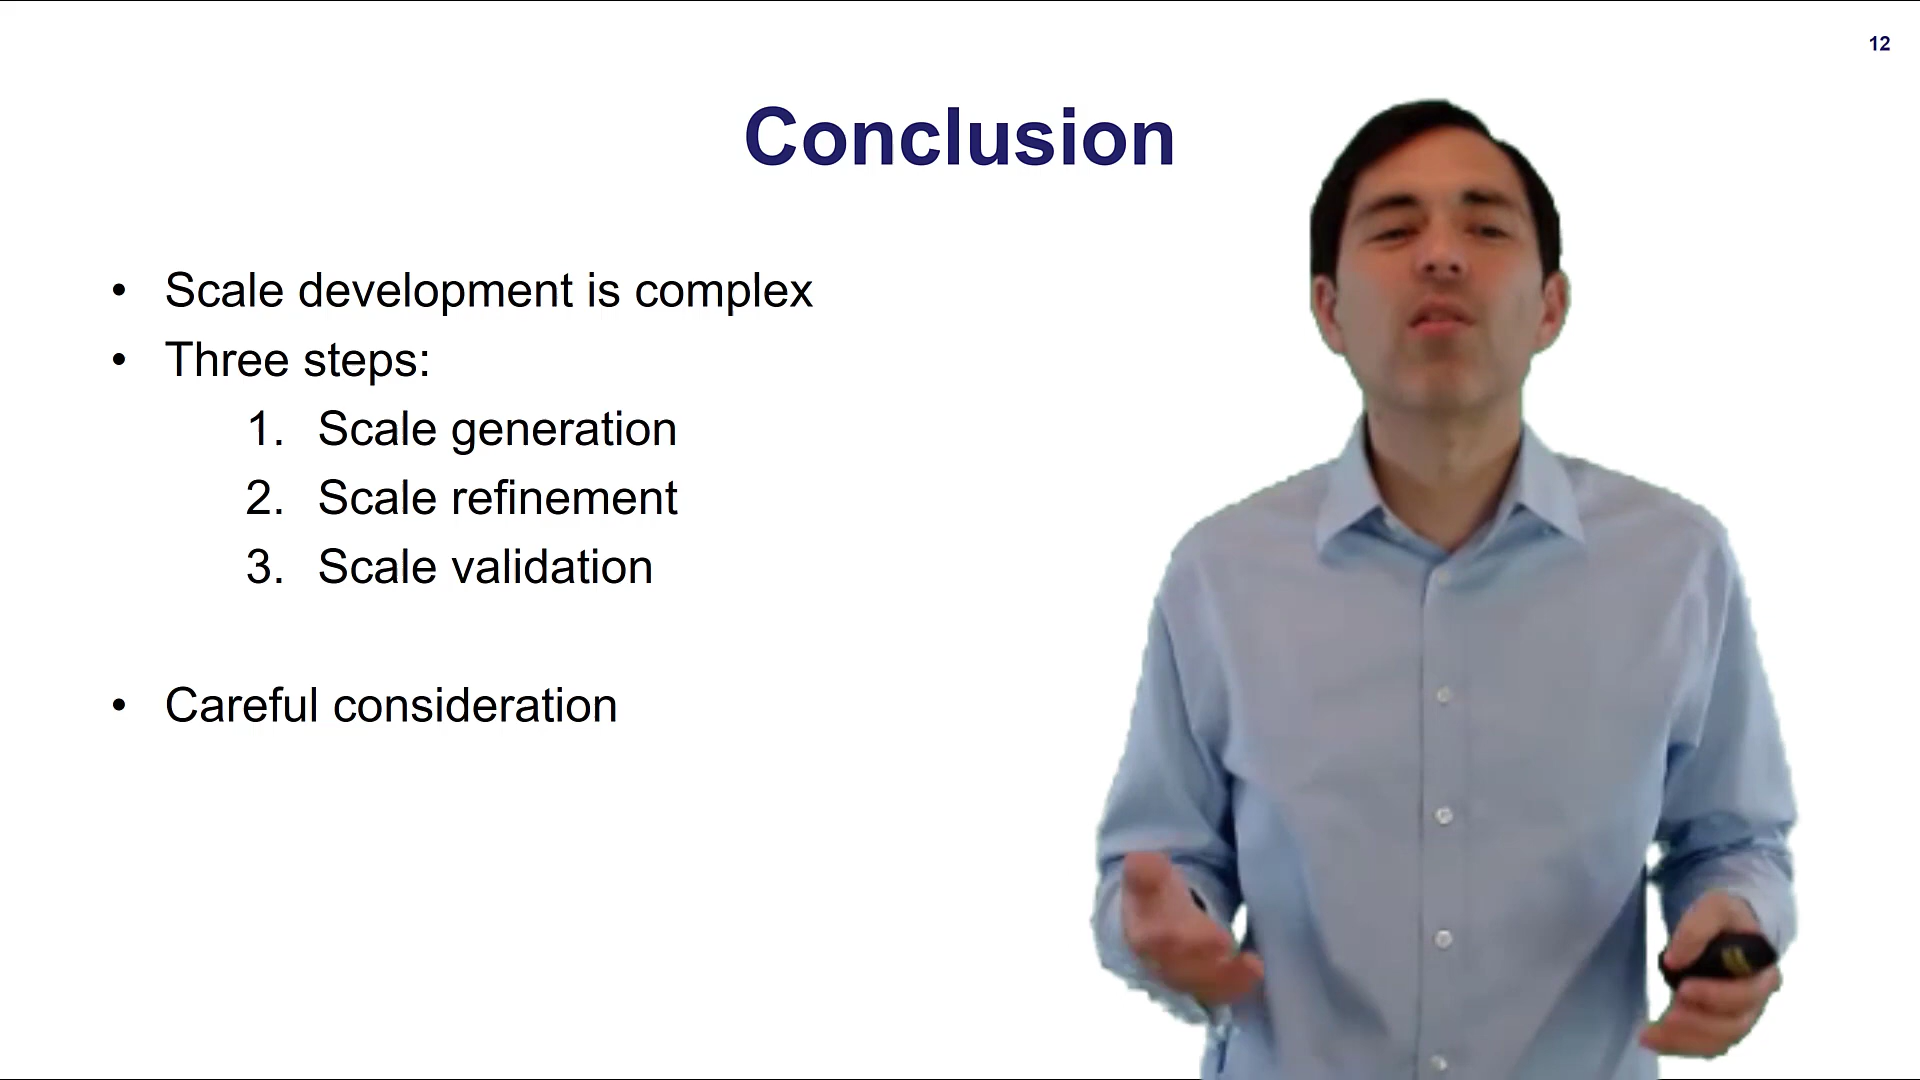 12
Conclusion
• Scale development is complex
• Three steps:
1. Scale generation
2. Scale refinement
3. Scale validation
• Careful consideration